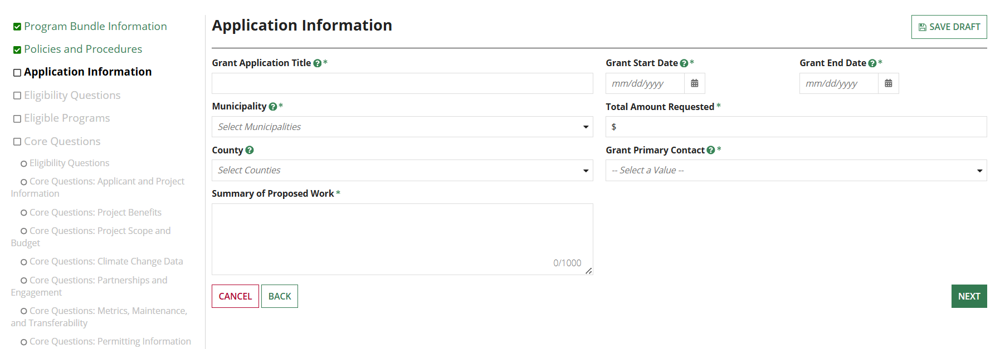 Program Bundle Information
Policies and Procedures
Application Information
Eligibility Questions
Eligible Programs
Core Questions
Eligibility Questions
Core Questions: Applicant and Project
Information
Core Questions: Project Benefits
Core Questions: Project Scope and
Budget
Core Questions: Climate Change Data
Core Questions: Partnerships and
Engagement
Core Questions: Metrics, Maintenance,
and Transferability
Core Questions: Permitting Information
Application Information
SAVE DRAFT
Grant Application Title ? *
Grant Start Date ? *
mm/dd/yyyy
Grant End Date ? *
mm/dd/yyyy
Municipality ? *
Select Municipalities
Total Amount Requested *
$
County ?
Select Counties
Grant Primary Contact ? *
-- Select a Value --
Summary of Proposed Work *
0/1000
CANCEL
BACK
NEXT